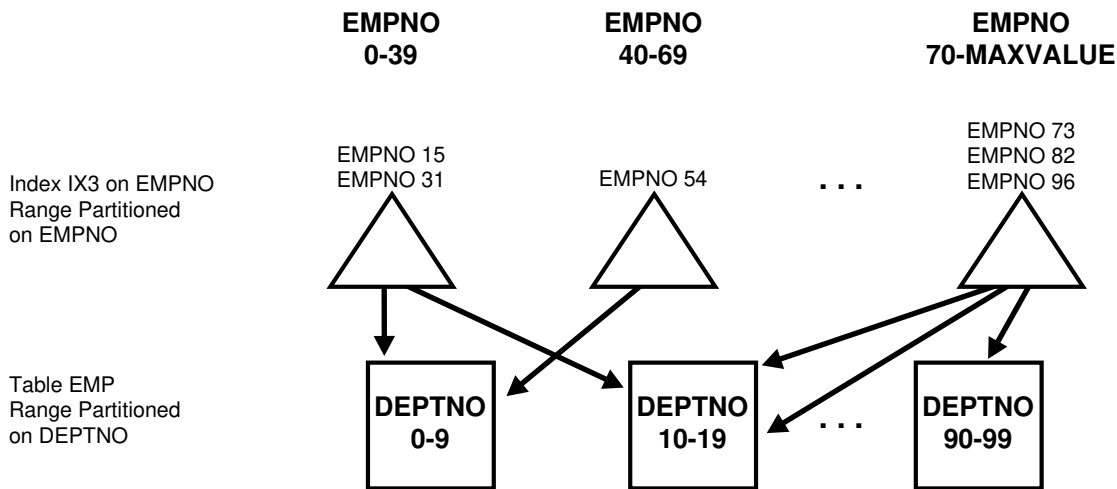 EMPNO
0-39
EMPNO
40-69
EMPNO
70-MAXVALUE
Index IX3 on EMPNO
Range Partitioned
on EMPNO
EMPNO 15
EMPNO 31
EMPNO 54
. . .
EMPNO 73
EMPNO 82
EMPNO 96
Table EMP
Range Partitioned
on DEPTNO
DEPTNO
0-9
DEPTNO
10-19
. . .
DEPTNO
90-99